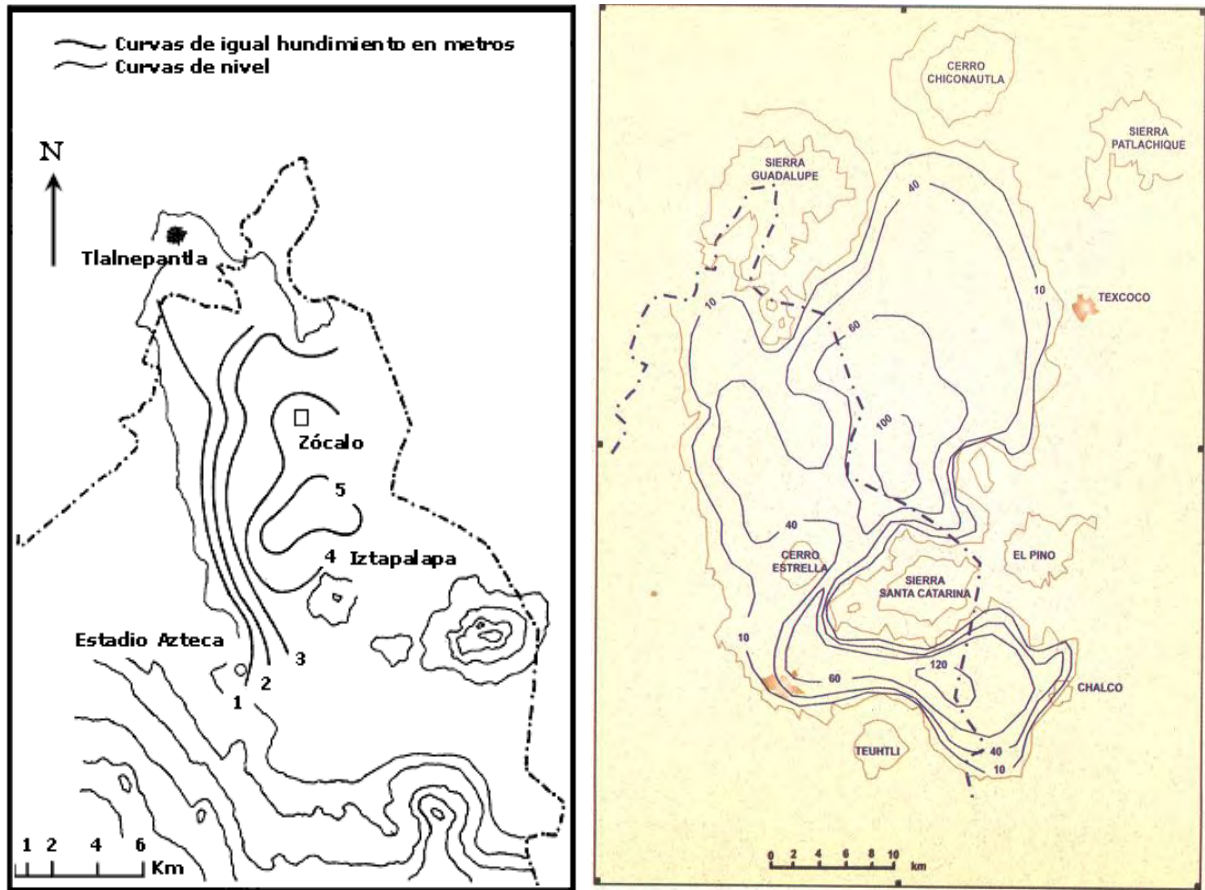 Curvas de igual hundimiento en metros
Curvas de nivel
N
Tlalnepantla
Zócalo
5
4 Iztapalapa
Estadio Azteca
3
2
1
1 2 4 6
Km
CERRO
CHICONAUTLA
SIERRA
PATLACHIQUE
SIERRA
GUADALUPE
40
10
TEXCOCO
10
60
100
40
CERRO
ESTRELLA
EL PINO
SIERRA
SANTA CATARINA
10
120
60
CHALCO
TEUHTLI
40
10
0 2 4 6 8 10
km